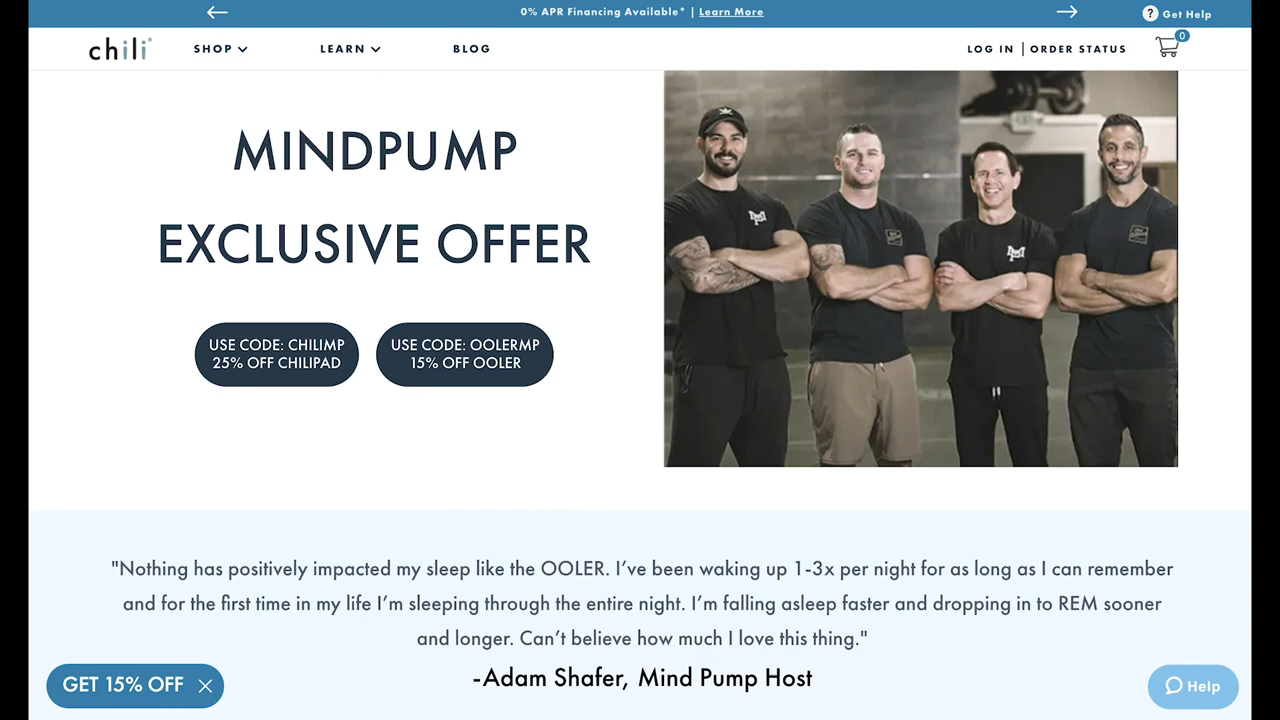 0% APR Financing Available* | Learn More
? Get Help
chili
SHOP
LEARN
BLOG
LOG IN | ORDER STATUS
0
MINDPUMP
EXCLUSIVE OFFER
USE CODE: CHILIMP
25% OFF CHILIPAD
USE CODE: OOLERMP
15% OFF OOLER
"Nothing has positively impacted my sleep like the OOLER. I've been waking up 1-3x per night for as long as I can remember
and for the first time in my life I'm sleeping through the entire night. I'm falling asleep faster and dropping in to REM sooner
and longer. Can't believe how much I love this thing."
-Adam Shafer, Mind Pump Host
GET 15% OFF
Help